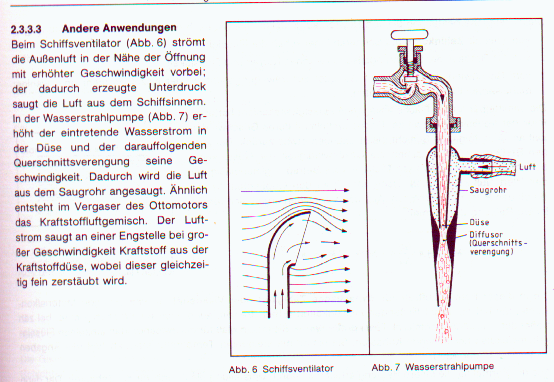 2.3.3.3 Andere Anwendungen
Beim Schiffsventilator (Abb. 6) strömt
die Außenluft in der Nähe der Öffnung
mit erhöhter Geschwindigkeit vorbei;
der dadurch erzeugte Unterdruck
saugt die Luft aus dem Schiffsinnern.
In der Wasserstrahlpumpe (Abb. 7) er-
höht der eintretende Wasserstrom in
der Düse und der darauffolgenden
Querschnittsverengung seine Ge-
schwindigkeit. Dadurch wird die Luft
aus dem Saugrohr angesaugt. Ähnlich
entsteht im Vergaser des Ottomotors
das Kraftstoffluftgemisch. Der Luft-
strom saugt an einer Engstelle bei gro-
ßer Geschwindigkeit Kraftstoff aus der
Kraftstoffdüse, wobei dieser gleichzei-
tig fein zerstäubt wird.
Luft
Saugrohr
Düse
Diffusor
(Querschnitts-
verengung)
Abb. 6 Schiffsventilator
Abb. 7 Wasserstrahlpumpe